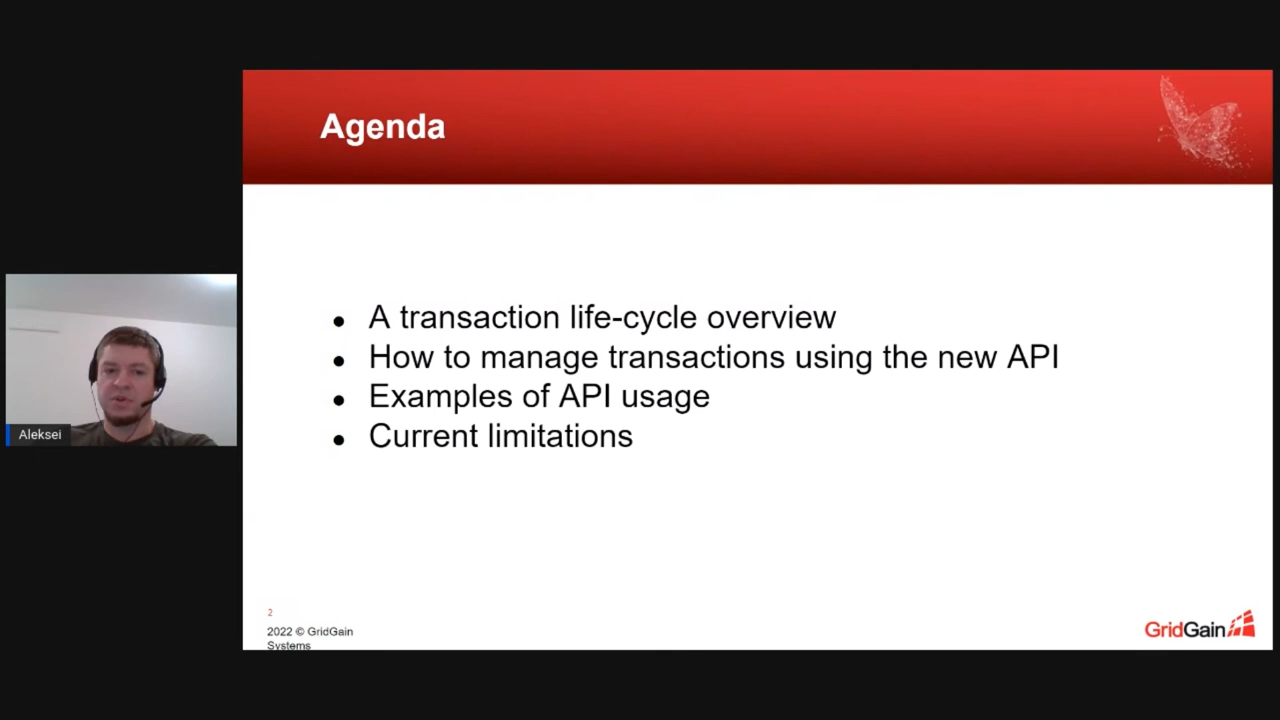 Agenda
A transaction life-cycle overview
How to manage transactions using the new API
Examples of API usage
Current limitations
Aleksei
2
2022 © GridGain
Systems
GridGain